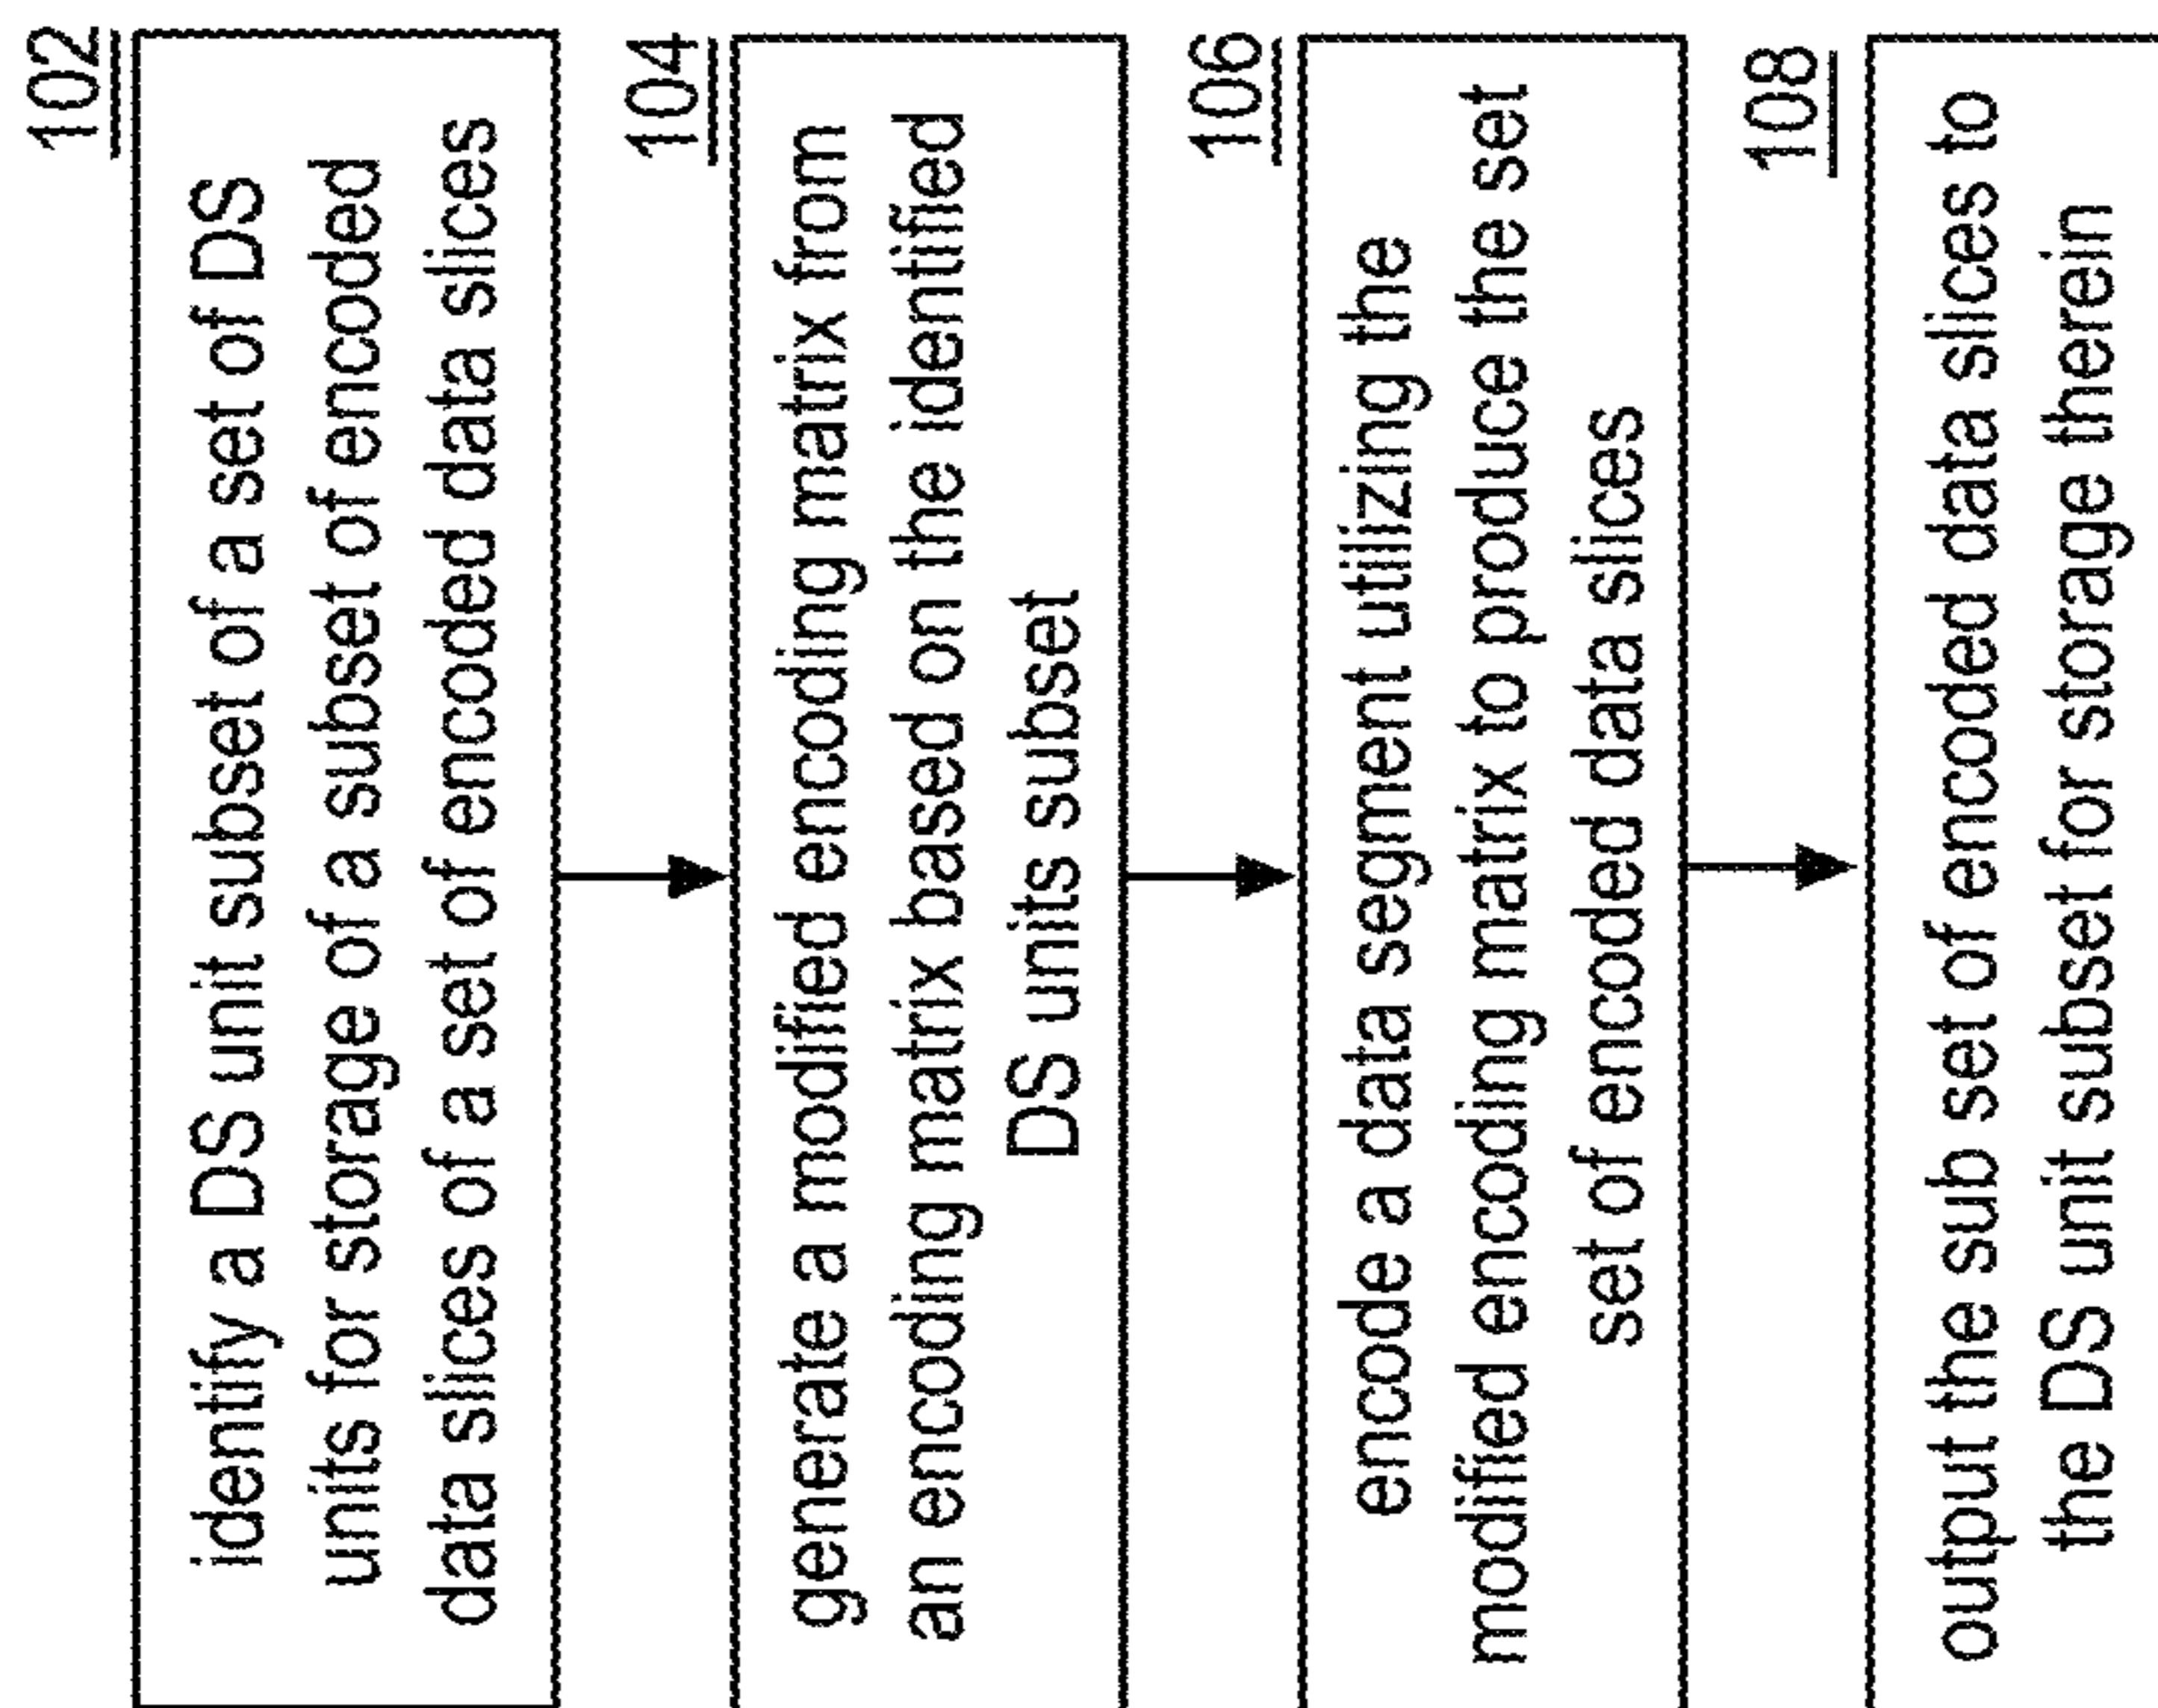 102
identify a DS unit subset of a set of DS
units for storage of a subset of encoded
data slices of a set of encoded data slices
104
generate a modified encoding matrix from
an encoding matrix based on the identified
DS units subset
106
encode a data segment utilizing the
modified encoding matrix to produce the set
set of encoded data slices
108
output the sub set of encoded data slices to
the DS unit subset for storage therein